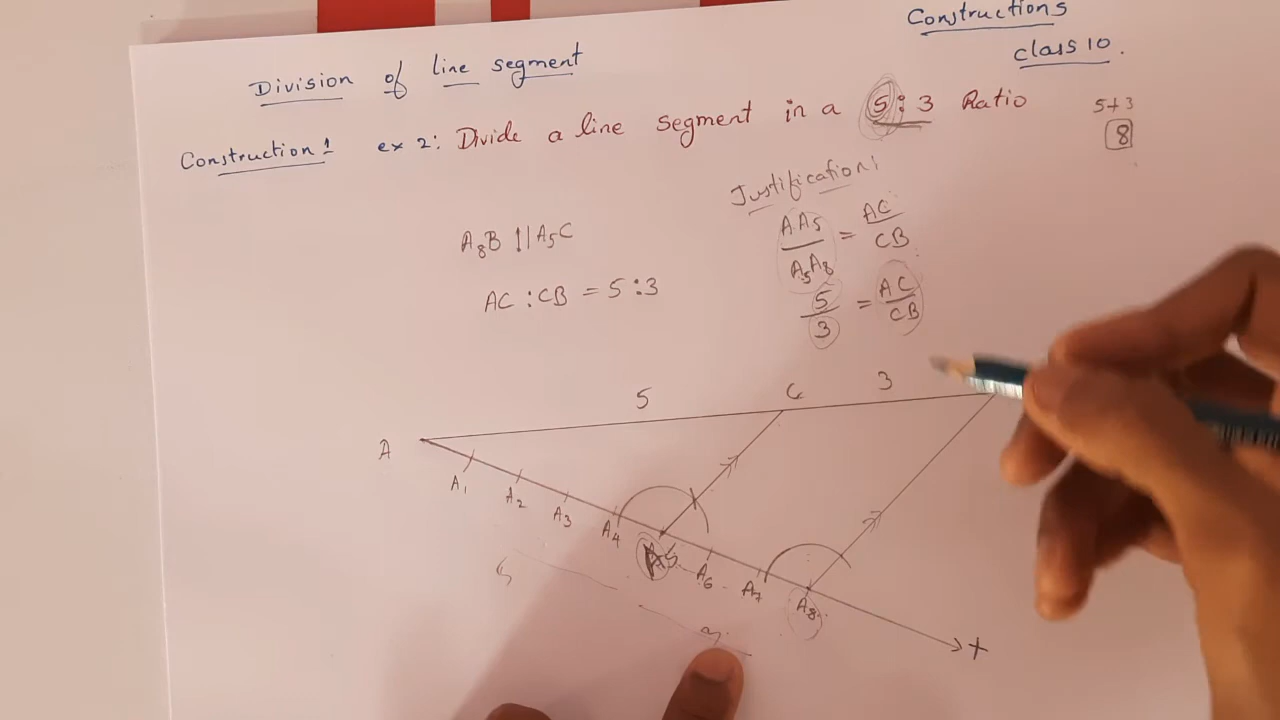 Constructions
class 10.
Division of line segment
Construction 1 ex 2: Divide a line segment in a 5:3 Ratio
5+3
8
Justification:
AA5/A5A8 = AC/CB
A8B || A5C
AC : CB = 5:3
5/3 = AC/CB
5 C 3
A
A1 A2 A3 A4 A5 A6 A7 A8
5
3
X